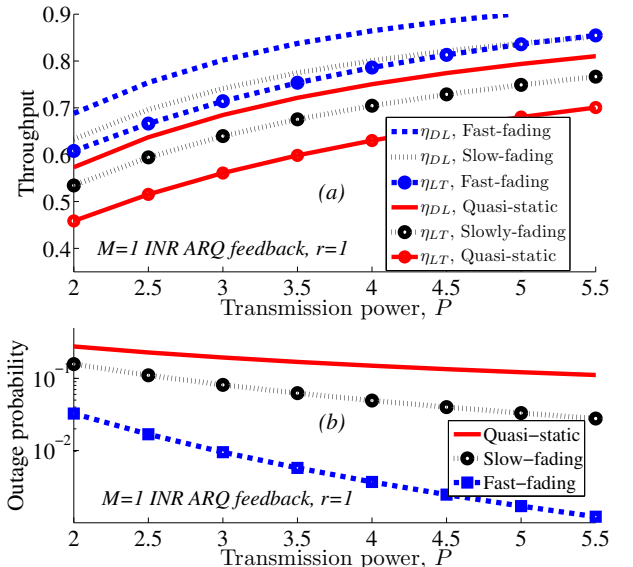 0.9
0.8
0.7
0.6
0.5
0.4
Throughput
(a)
η_DL, Fast-fading
η_DL, Slow-fading
η_LT, Fast-fading
η_DL, Quasi-static
η_LT, Slowly-fading
η_LT, Quasi-static
M=1 INR ARQ feedback, r=1
2 2.5 3 3.5 4 4.5 5 5.5
Transmission power, P
10^-1
10^-2
Outage probability
(b)
Quasi−static
Slow−fading
Fast−fading
M=1 INR ARQ feedback, r=1
2 2.5 3 3.5 4 4.5 5 5.5
Transmission power, P